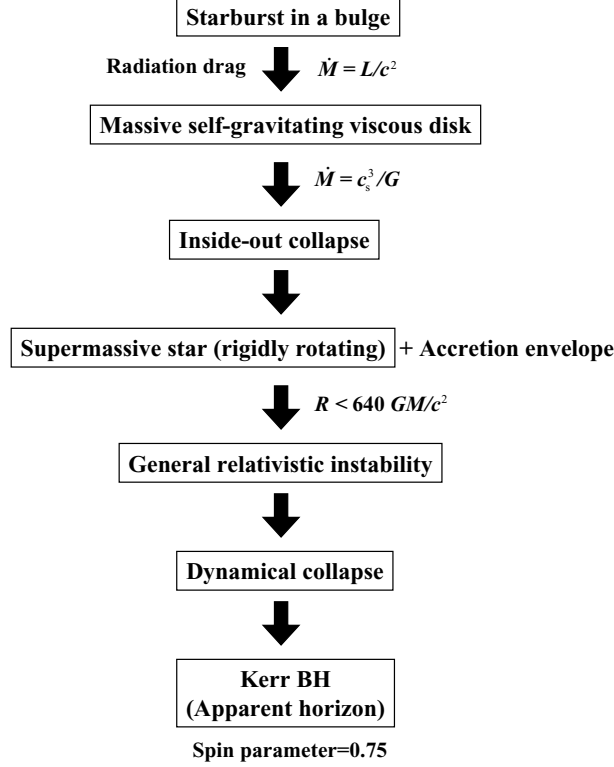 Starburst in a bulge
Radiation drag Ṁ = L/c²
Massive self-gravitating viscous disk
Ṁ = cₛ³/G
Inside-out collapse
Supermassive star (rigidly rotating) + Accretion envelope
R < 640 GM/c²
General relativistic instability
Dynamical collapse
Kerr BH
(Apparent horizon)
Spin parameter=0.75